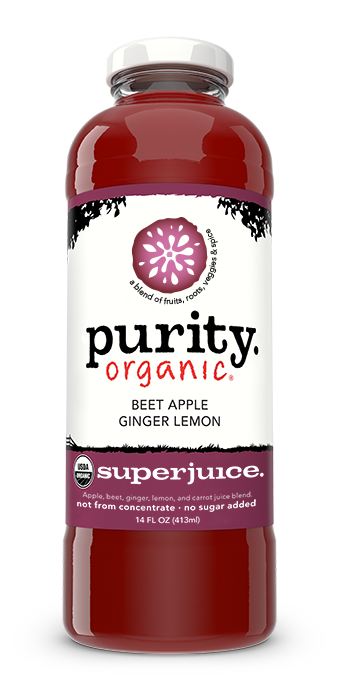 a blend of fruits, roots, veggies & spice
purity.
organic®
BEET APPLE
GINGER LEMON
USDA
ORGANIC
superjuice.
Apple, beet, ginger, lemon, and carrot juice blend.
not from concentrate • no sugar added
14 FL OZ (413ml)